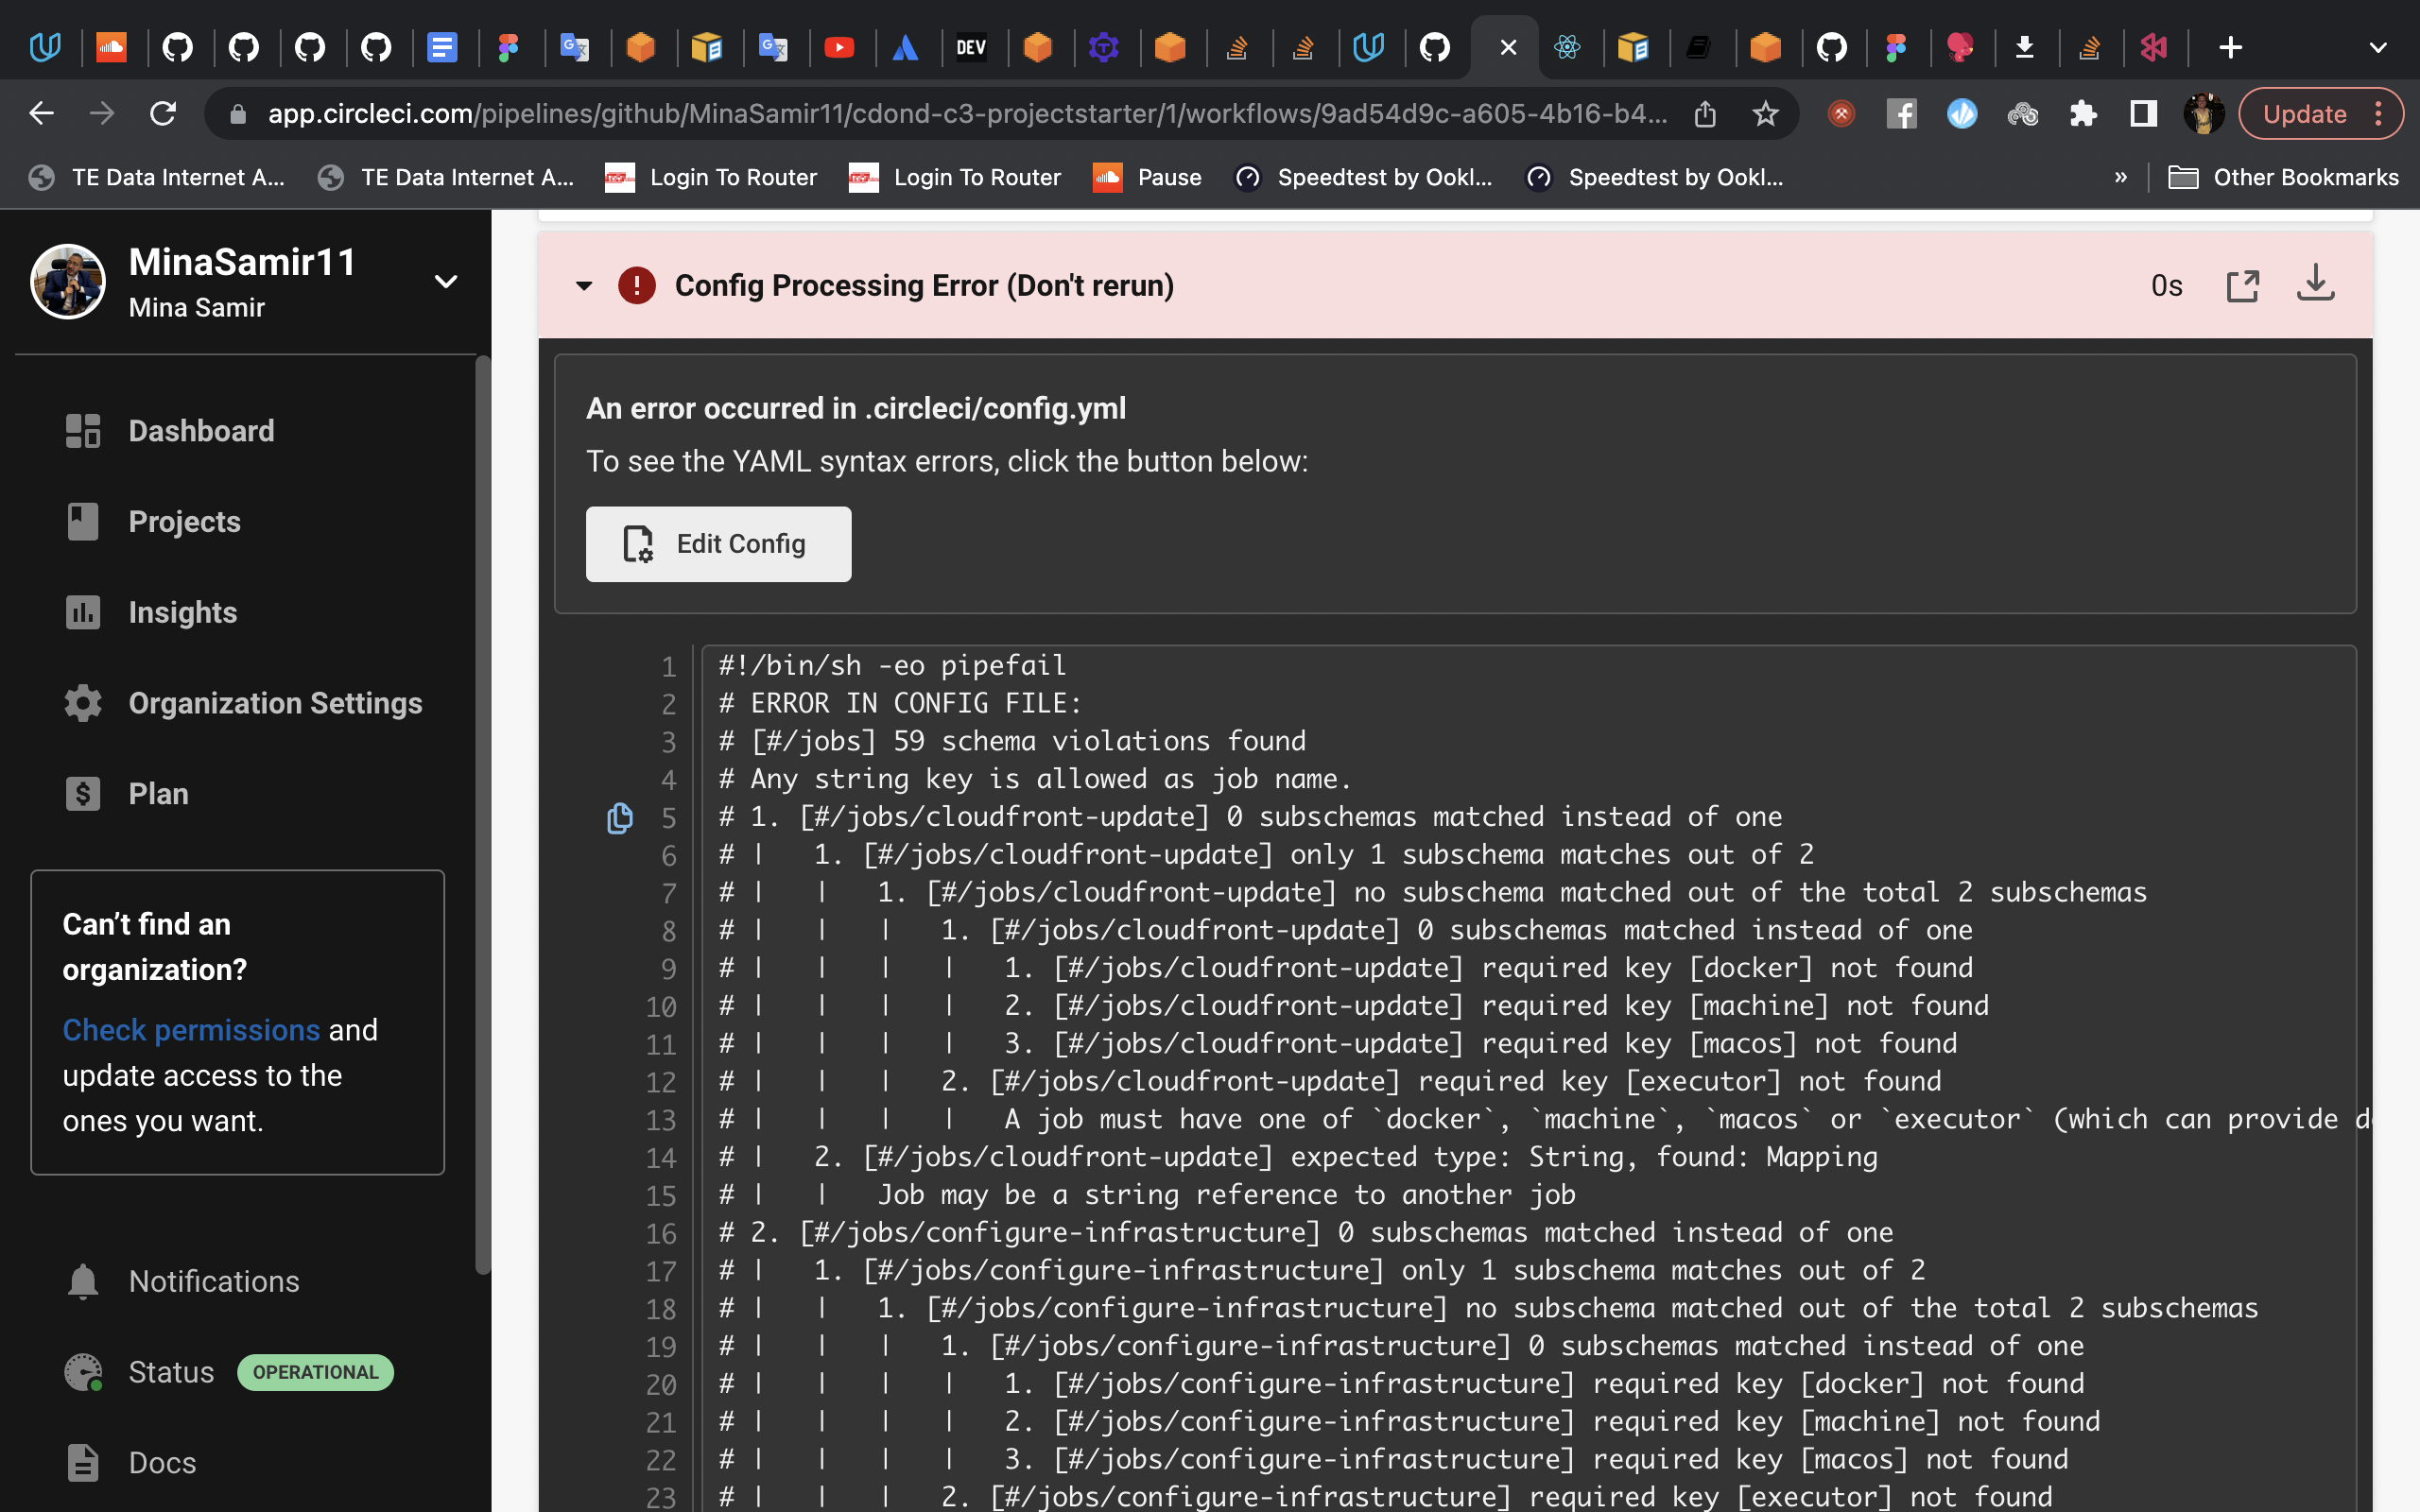 DEV
app.circleci.com/pipelines/github/MinaSamir11/cdond-c3-projectstarter/1/workflows/9ad54d9c-a605-4b16-b4...
Update
TE Data Internet A...
TE Data Internet A...
Login To Router
Login To Router
Pause
Speedtest by Ookl...
Speedtest by Ookl...
»
Other Bookmarks
MinaSamir11
Mina Samir
Dashboard
Projects
Insights
Organization Settings
Plan
Can't find an
organization?
Check permissions and
update access to the
ones you want.
Notifications
Status OPERATIONAL
Docs
Config Processing Error (Don't rerun)
0s
An error occurred in .circleci/config.yml
To see the YAML syntax errors, click the button below:
Edit Config
1 #!/bin/sh -eo pipefail
2 # ERROR IN CONFIG FILE:
3 # [#/jobs] 59 schema violations found
4 # Any string key is allowed as job name.
5 # 1. [#/jobs/cloudfront-update] 0 subschemas matched instead of one
6 # |   1. [#/jobs/cloudfront-update] only 1 subschema matches out of 2
7 # |   |   1. [#/jobs/cloudfront-update] no subschema matched out of the total 2 subschemas
8 # |   |   |   1. [#/jobs/cloudfront-update] 0 subschemas matched instead of one
9 # |   |   |   |   1. [#/jobs/cloudfront-update] required key [docker] not found
10 # |   |   |   |   2. [#/jobs/cloudfront-update] required key [machine] not found
11 # |   |   |   |   3. [#/jobs/cloudfront-update] required key [macos] not found
12 # |   |   |   2. [#/jobs/cloudfront-update] required key [executor] not found
13 # |   |   |   |   A job must have one of `docker`, `machine`, `macos` or `executor` (which can provide d
14 # |   2. [#/jobs/cloudfront-update] expected type: String, found: Mapping
15 # |   |   Job may be a string reference to another job
16 # 2. [#/jobs/configure-infrastructure] 0 subschemas matched instead of one
17 # |   1. [#/jobs/configure-infrastructure] only 1 subschema matches out of 2
18 # |   |   1. [#/jobs/configure-infrastructure] no subschema matched out of the total 2 subschemas
19 # |   |   |   1. [#/jobs/configure-infrastructure] 0 subschemas matched instead of one
20 # |   |   |   |   1. [#/jobs/configure-infrastructure] required key [docker] not found
21 # |   |   |   |   2. [#/jobs/configure-infrastructure] required key [machine] not found
22 # |   |   |   |   3. [#/jobs/configure-infrastructure] required key [macos] not found
23 # |   |   |   2. [#/jobs/configure-infrastructure] required key [executor] not found